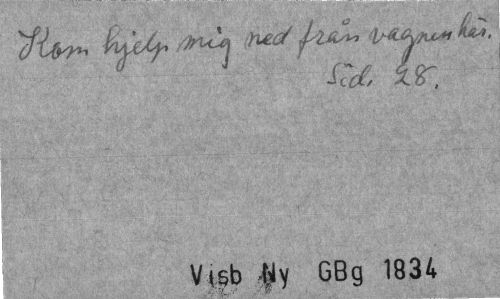 Kom hjelp mig ned från vagnen här.
Sid. 28.
Visb Ny GBg 1834